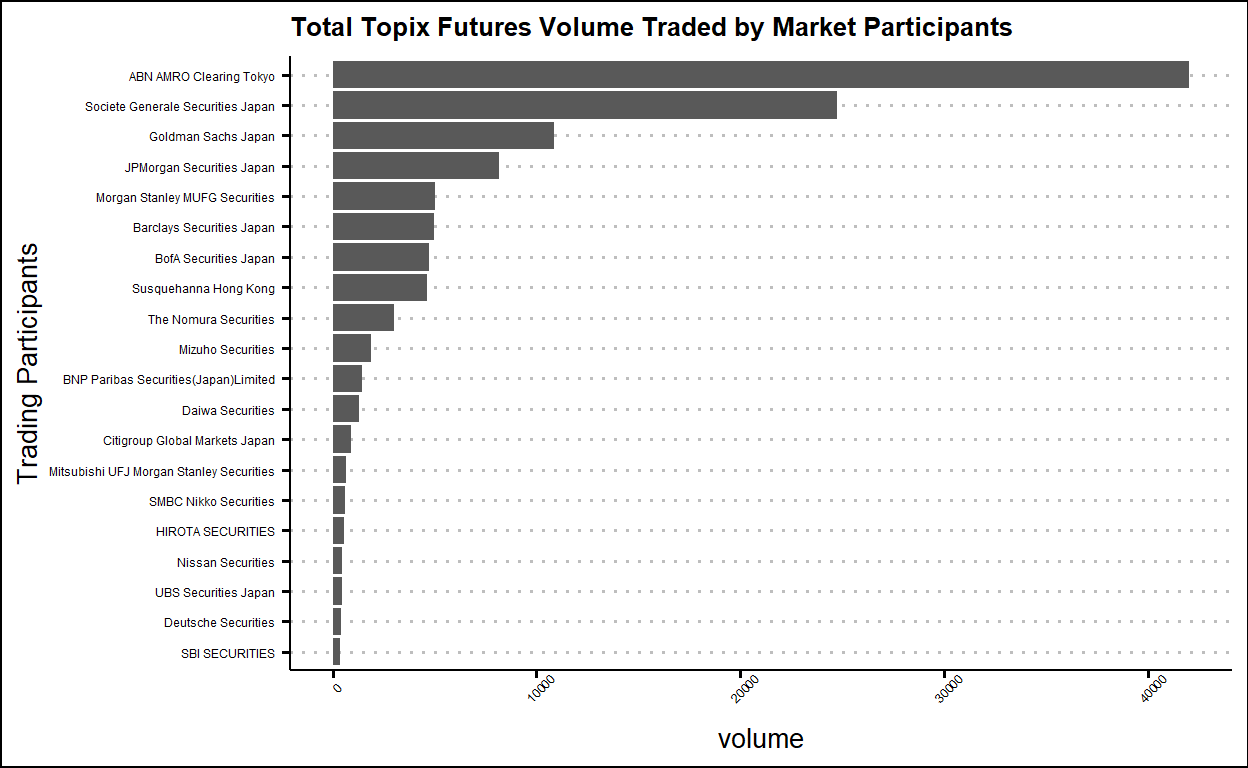 Total Topix Futures Volume Traded by Market Participants
Trading Participants
ABN AMRO Clearing Tokyo
Societe Generale Securities Japan
Goldman Sachs Japan
JPMorgan Securities Japan
Morgan Stanley MUFG Securities
Barclays Securities Japan
BofA Securities Japan
Susquehanna Hong Kong
The Nomura Securities
Mizuho Securities
BNP Paribas Securities(Japan)Limited
Daiwa Securities
Citigroup Global Markets Japan
Mitsubishi UFJ Morgan Stanley Securities
SMBC Nikko Securities
HIROTA SECURITIES
Nissan Securities
UBS Securities Japan
Deutsche Securities
SBI SECURITIES
0 10000 20000 30000 40000
volume